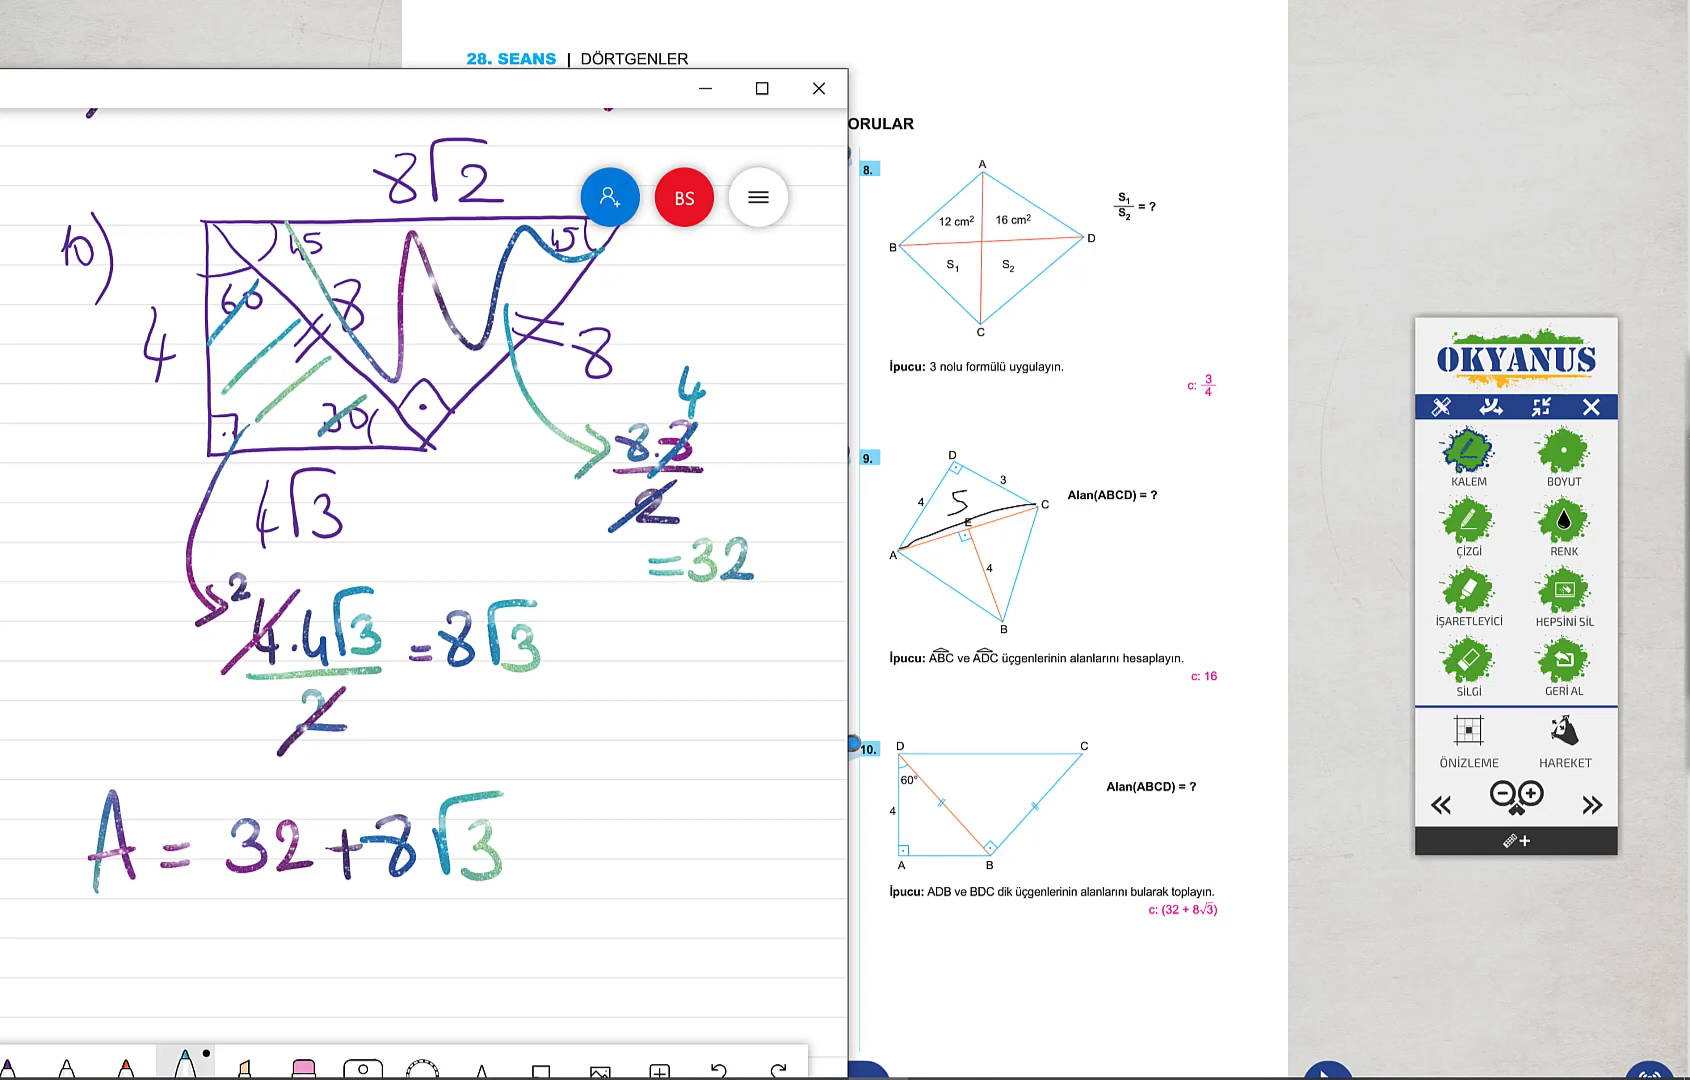 28. SEANS | DÖRTGENLER
ORULAR
8√2
10)
45
45
60
8
8
4
30
4√3
4
8.8
2
=32
2
4.4√3
2
=8√3
A = 32+8√3
BS
8.
A
12 cm²
16 cm²
B
D
S₁
S₂
C
S₁/S₂ = ?
İpucu: 3 nolu formülü uygulayın.
c: 3/4
9.
D
3
4
5
C
E
A
4
B
Alan(ABCD) = ?
İpucu: ABC ve ADC üçgenlerinin alanlarını hesaplayın.
c: 16
10.
D
C
60°
4
A
B
Alan(ABCD) = ?
İpucu: ADB ve BDC dik üçgenlerinin alanlarını bularak toplayın.
c: (32 + 8√3)
OKYANUS
KALEM
BOYUT
ÇİZGİ
RENK
İŞARETLEYİCİ
HEPSİNİ SİL
SİLGİ
GERİ AL
ÖNİZLEME
HAREKET